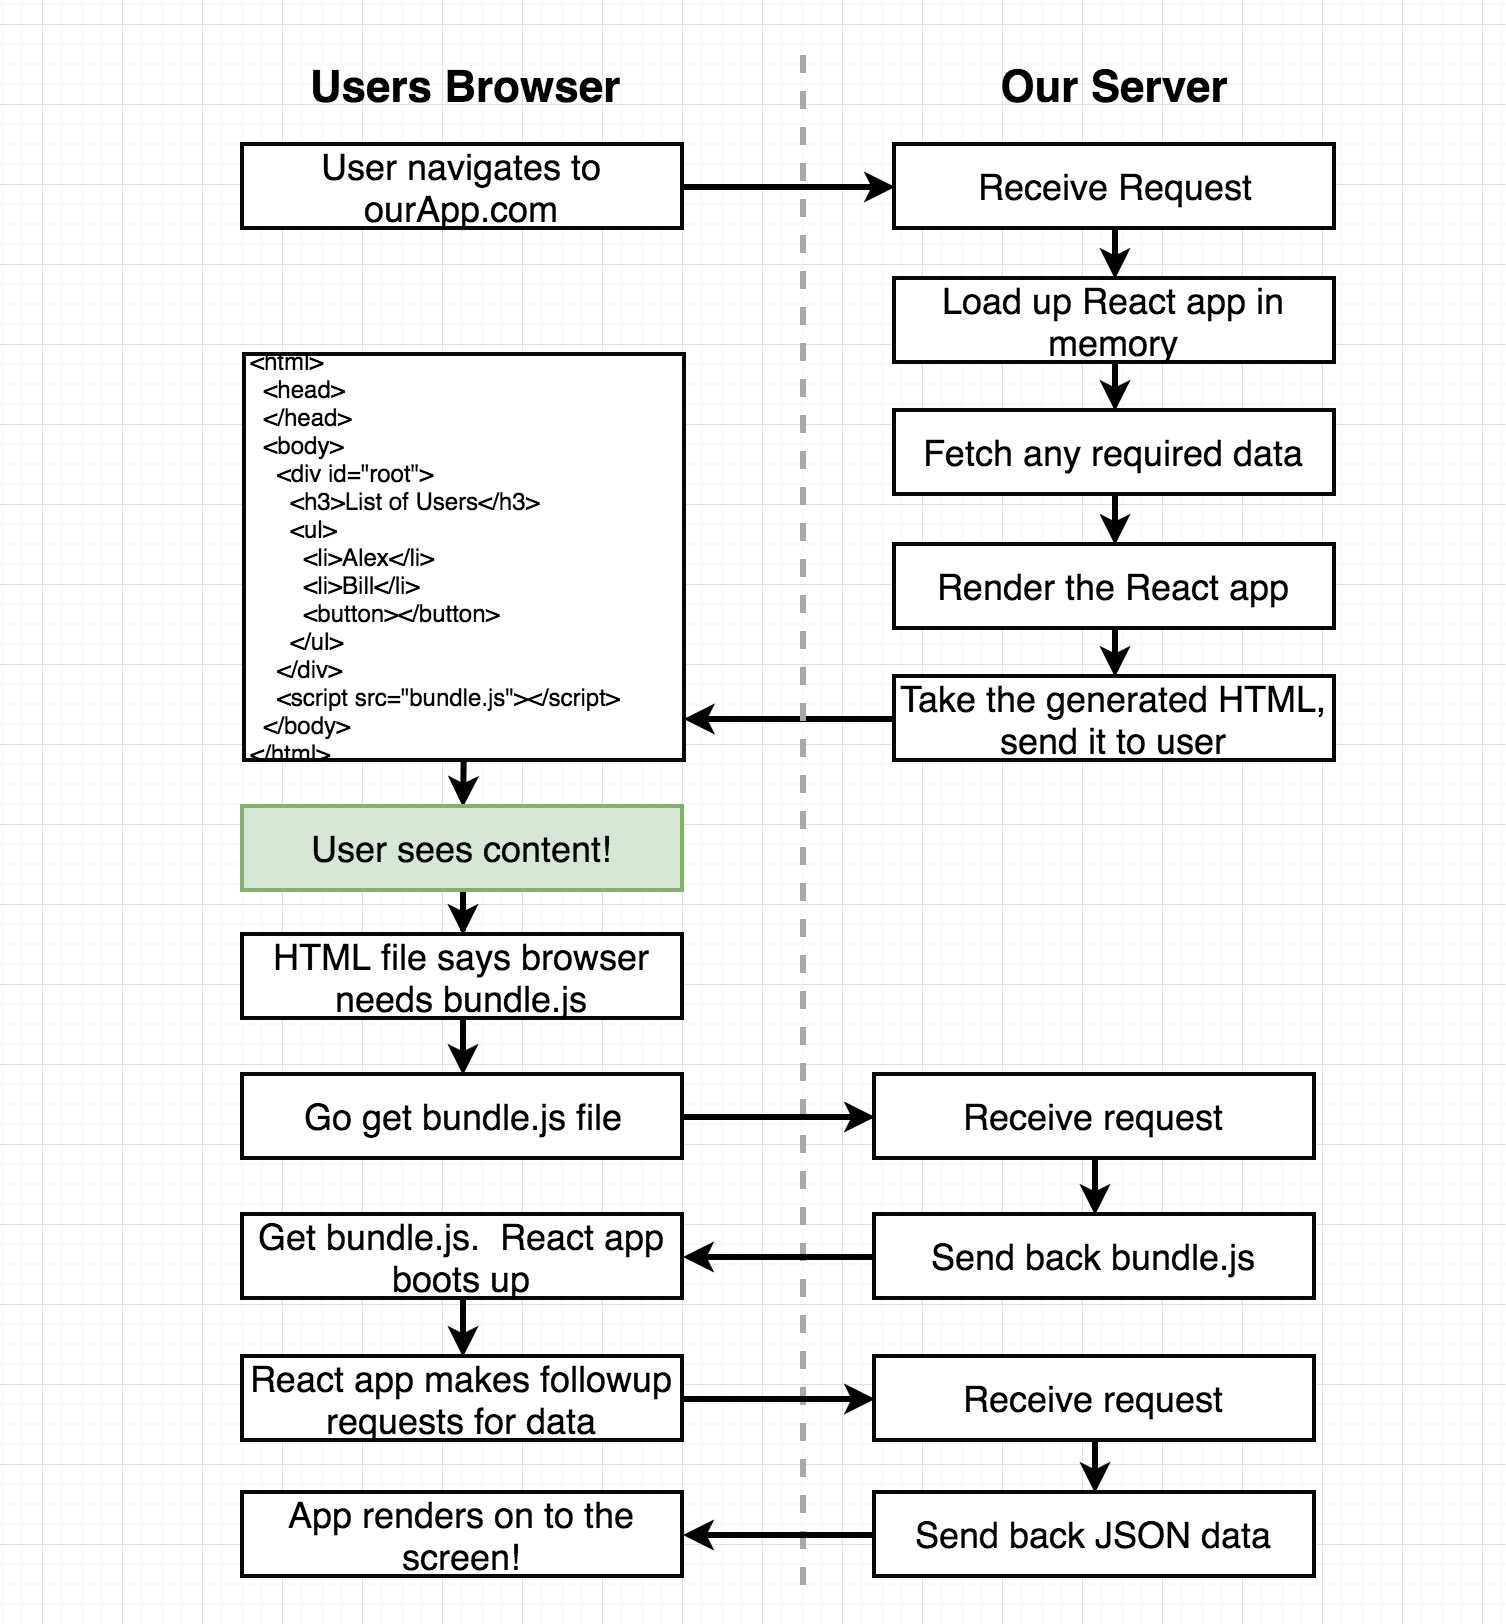 Users Browser
Our Server
User navigates to
ourApp.com
Receive Request
Load up React app in
memory
Fetch any required data
Render the React app
Take the generated HTML,
send it to user
<html>
<head>
</head>
<body>
<div id="root">
<h3>List of Users</h3>
<ul>
<li>Alex</li>
<li>Bill</li>
<button></button>
</ul>
</div>
<script src="bundle.js"></script>
</body>
</html>
User sees content!
HTML file says browser
needs bundle.js
Go get bundle.js file
Receive request
Send back bundle.js
Get bundle.js.  React app
boots up
React app makes followup
requests for data
Receive request
Send back JSON data
App renders on to the
screen!